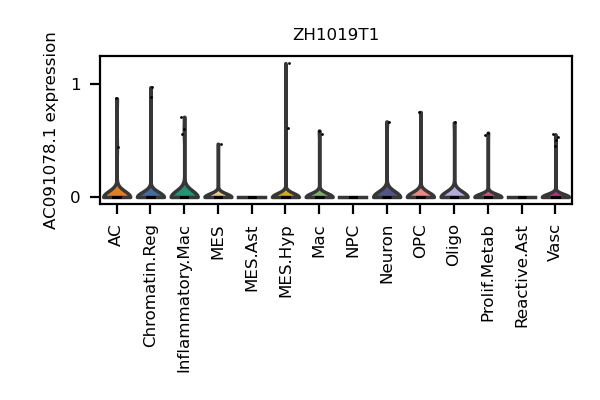 ZH1019T1
AC091078.1 expression
1
0
AC
Chromatin.Reg
Inflammatory.Mac
MES
MES.Ast
MES.Hyp
Mac
NPC
Neuron
OPC
Oligo
Prolif.Metab
Reactive.Ast
Vasc